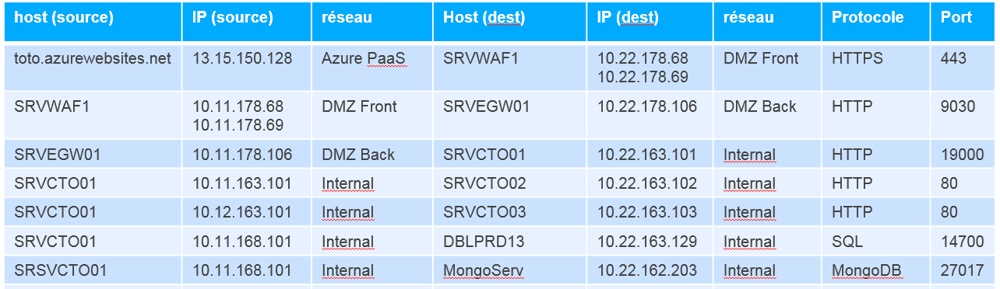 host (source) IP (source) réseau Host (dest) IP (dest) réseau Protocole Port
toto.azurewebsites.net 13.15.150.128 Azure PaaS SRVWAF1 10.22.178.68 DMZ Front HTTPS 443
10.22.178.69
SRVWAF1 10.11.178.68 DMZ Front SRVEGW01 10.22.178.106 DMZ Back HTTP 9030
10.11.178.69
SRVEGW01 10.11.178.106 DMZ Back SRVCTO01 10.22.163.101 Internal HTTP 19000
SRVCTO01 10.11.163.101 Internal SRVCTO02 10.22.163.102 Internal HTTP 80
SRVCTO01 10.12.163.101 Internal SRVCTO03 10.22.163.103 Internal HTTP 80
SRVCTO01 10.11.168.101 Internal DBLPRD13 10.22.163.129 Internal SQL 14700
SRSVCTO01 10.11.168.101 Internal MongoServ 10.22.162.203 Internal MongoDB 27017